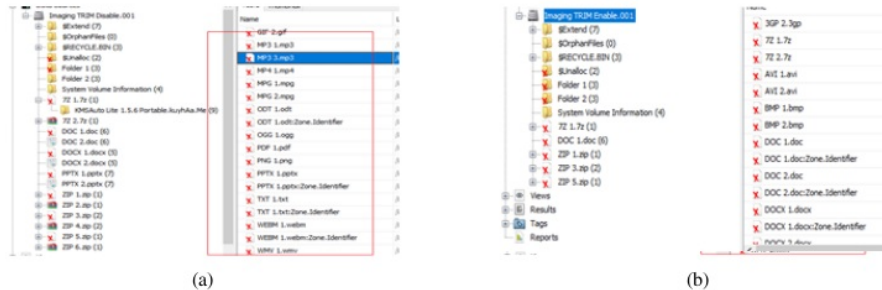 Imaging TRIM Disable.001
$Extend (7)
$OrphanFiles (0)
$RECYCLE.BIN (3)
$Unalloc (2)
Folder 1 (3)
Folder 2 (3)
System Volume Information (4)
7Z 1.7z (1)
KMSAuto Lite 1.5.6 Portable.kuyhAa.Me (9)
7Z 2.7z (1)
DOC 1.doc (6)
DOC 2.doc (6)
DOCX 1.docx (5)
DOCX 2.docx (5)
PPTX 1.pptx (7)
PPTX 2.pptx (7)
ZIP 1.zip (1)
ZIP 2.zip (1)
ZIP 3.zip (2)
ZIP 4.zip (2)
ZIP 5.zip (1)
ZIP 6.zip (1)
Name
GIF 2.gif
MP3 1.mp3
MP3 3.mp3
MP4 1.mp4
MPG 1.mpg
MPG 2.mpg
ODT 1.odt
ODT 1.odt:Zone.Identifier
OGG 1.ogg
PDF 1.pdf
PNG 1.png
PPTX 1.pptx
PPTX 1.pptx:Zone.Identifier
TXT 1.txt
TXT 1.txt:Zone.Identifier
WEBM 1.webm
WEBM 1.webm:Zone.Identifier
WMV 1.wmv
(a)
Imaging TRIM Enable.001
$Extend (7)
$OrphanFiles (0)
$RECYCLE.BIN (3)
$Unalloc (2)
Folder 1 (3)
Folder 2 (3)
System Volume Information (4)
7Z 1.7z (1)
DOC 1.doc (6)
ZIP 1.zip (1)
ZIP 3.zip (2)
ZIP 5.zip (1)
Views
Results
Tags
Reports
3GP 2.3gp
7Z 1.7z
7Z 2.7z
AVI 1.avi
AVI 2.avi
BMP 1.bmp
BMP 2.bmp
DOC 1.doc
DOC 1.doc:Zone.Identifier
DOC 2.doc
DOC 2.doc:Zone.Identifier
DOCX 1.docx
DOCX 1.docx:Zone.Identifier
DOCX 2.docx
(b)